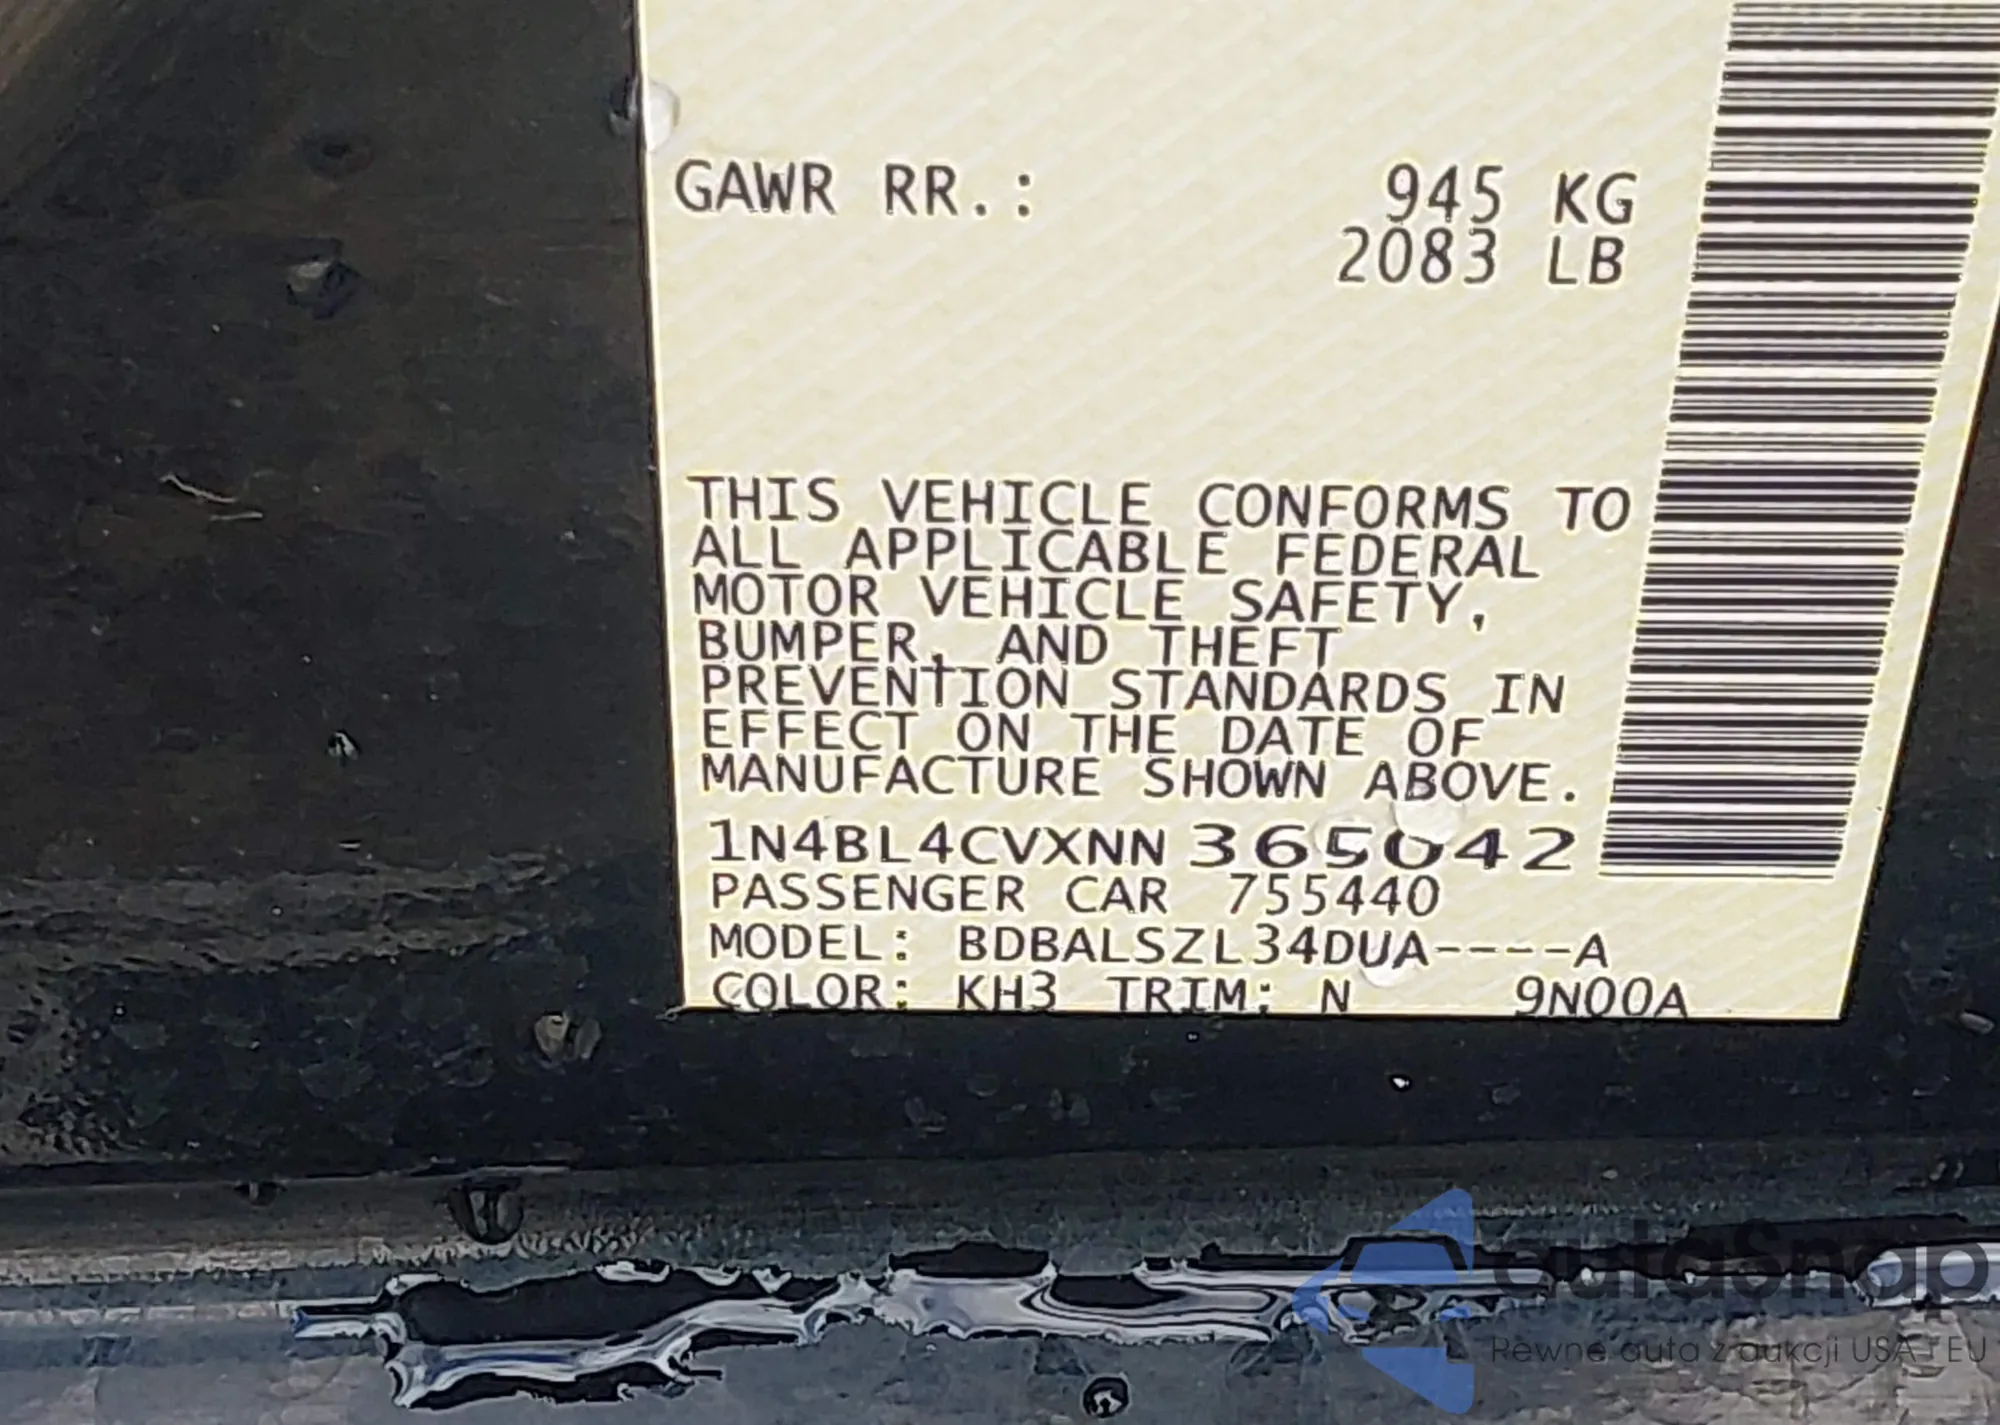 GAWR RR.: 945 KG
2083 LB
THIS VEHICLE CONFORMS TO
ALL APPLICABLE FEDERAL
MOTOR VEHICLE SAFETY,
BUMPER, AND THEFT
PREVENTION STANDARDS IN
EFFECT ON THE DATE OF
MANUFACTURE SHOWN ABOVE.
1N4BL4CVXNN365042
PASSENGER CAR 755440
MODEL: BDBALSZL34DUA----A
COLOR: KH3 TRIM: N 9N00A
autaSnap
Pewne auta z aukcji USA i EU